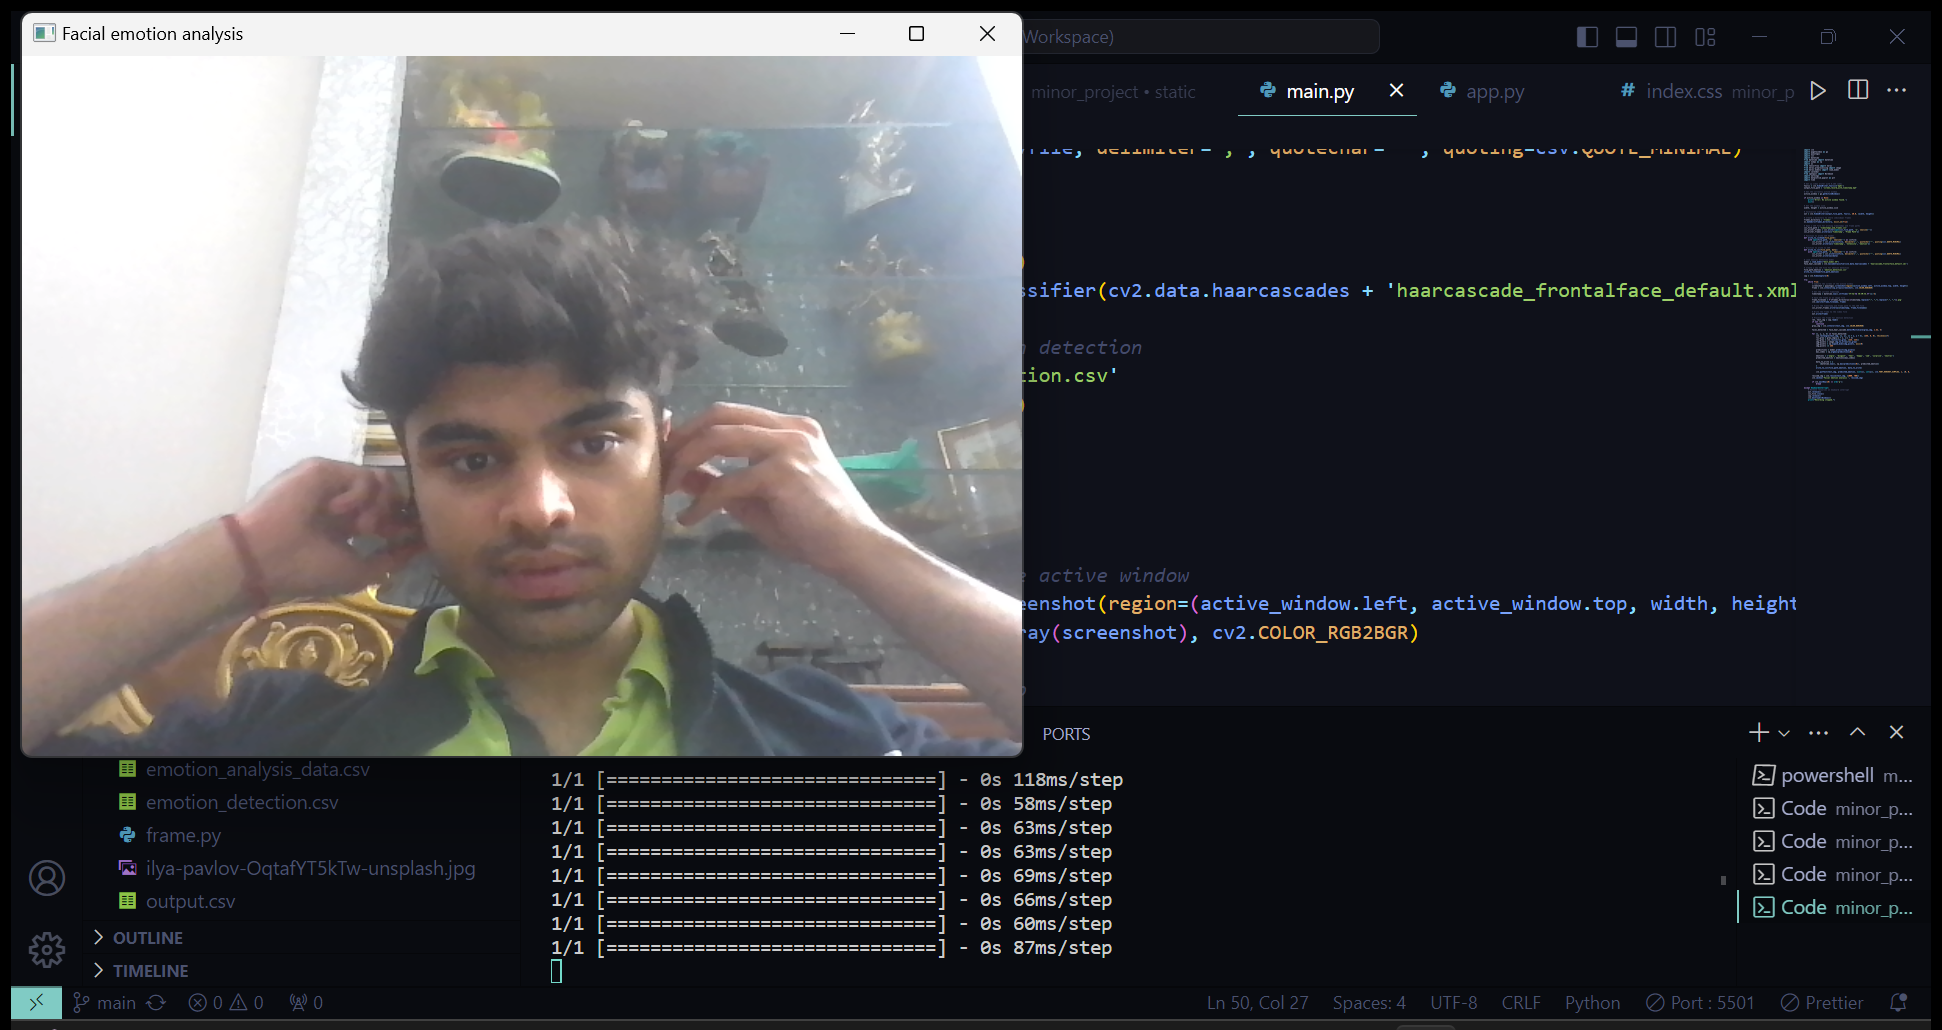 Facial emotion analysis
Workspace)
minor_project • static
main.py
app.py
# index.css minor_p
file, delimiter=',', quotechar='"', quoting=csv.QUOTE_MINIMAL)
)
ssifier(cv2.data.haarcascades + 'haarcascade_frontalface_default.xml
detection
tion.csv'
)
active window
eenshot(region=(active_window.left, active_window.top, width, height
ray(screenshot), cv2.COLOR_RGB2BGR)
PORTS
emotion_analysis_data.csv
emotion_detection.csv
frame.py
ilya-pavlov-OqtafYT5kTw-unsplash.jpg
output.csv
OUTLINE
TIMELINE
1/1 [==============================] - 0s 118ms/step
1/1 [==============================] - 0s 58ms/step
1/1 [==============================] - 0s 63ms/step
1/1 [==============================] - 0s 63ms/step
1/1 [==============================] - 0s 69ms/step
1/1 [==============================] - 0s 66ms/step
1/1 [==============================] - 0s 60ms/step
1/1 [==============================] - 0s 87ms/step
powershell m...
Code minor_p...
Code minor_p...
Code minor_p...
Code minor_p...
main 0 0 0 Ln 50, Col 27 Spaces: 4 UTF-8 CRLF Python Port : 5501 Prettier